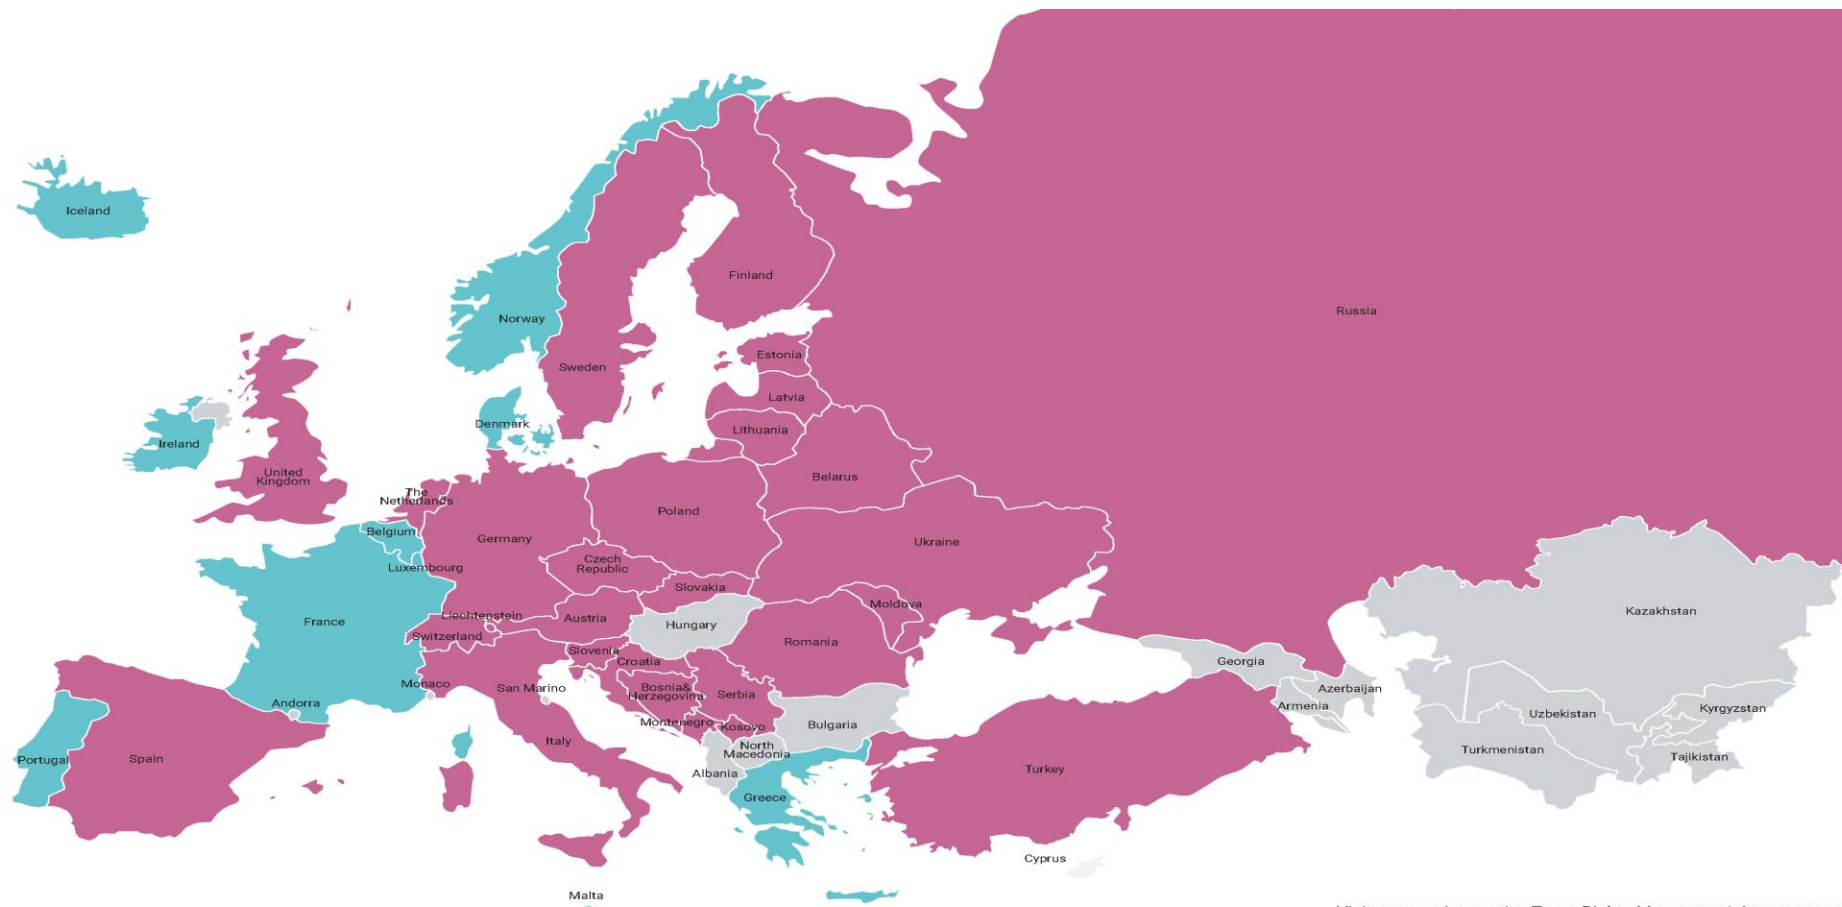 Iceland
Finland
Russia
Norway
Estonia
Sweden
Latvia
Denmark
Lithuania
Ireland
United
Kingdom
Belarus
The
Netherlands
Poland
Belgium
Germany
Ukraine
Czech
Republic
Luxembourg
Slovakia
Moldova
Kazakhstan
Liechtenstein
Austria
France
Hungary
Switzerland
Romania
Slovenia
Croatia
Georgia
Monaco
San Marino
Bosnia&
Herzegovina
Serbia
Azerbaijan
Andorra
Armenia
Kyrgyzstan
Uzbekistan
Montenegro
Kosovo
Bulgaria
Italy
North
Macedonia
Turkmenistan
Portugal
Spain
Tajikistan
Albania
Turkey
Greece
Cyprus
Malta